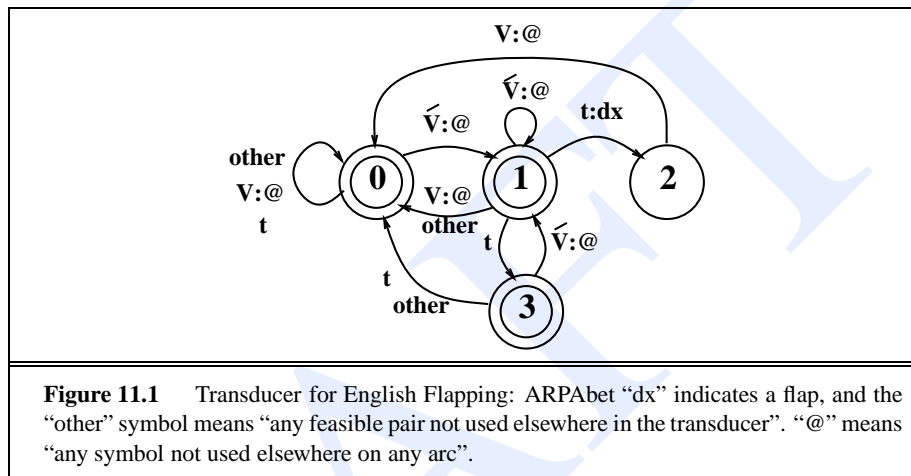 V:@
V́:@
t:dx
V́:@
other
V:@
t
0
1
2
V:@
other
t
V́:@
t
other
3
Figure 11.1 Transducer for English Flapping: ARPAbet “dx” indicates a flap, and the
“other” symbol means “any feasible pair not used elsewhere in the transducer”. “@” means
“any symbol not used elsewhere on any arc”.